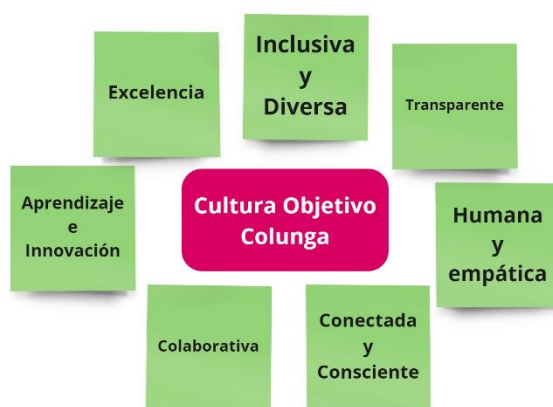 Inclusiva
y
Diversa
Excelencia
Transparente
Aprendizaje
e
Innovación
Cultura Objetivo
Colunga
Humana
y
empática
Colaborativa
Conectada
y
Consciente